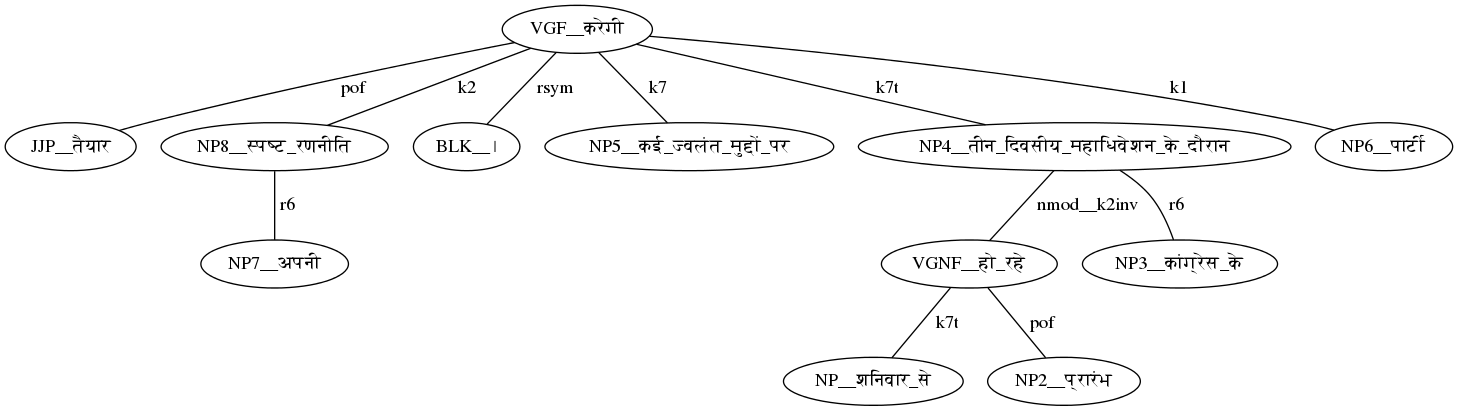 VGF__करेगी
pof k2 rsym k7 k7t k1
JJP__तैयार NP8__स्पष्ट_रणनीति BLK__। NP5__कई_ज्वलंत_मुद्दों_पर NP4__तीन_दिवसीय_महाधिवेशन_के_दौरान NP6__पार्टी
r6 nmod__k2inv r6
NP7__अपनी VGNF__हो_रहे NP3__कांग्रेस_के
k7t pof
NP__शनिवार_से NP2__प्रारंभ